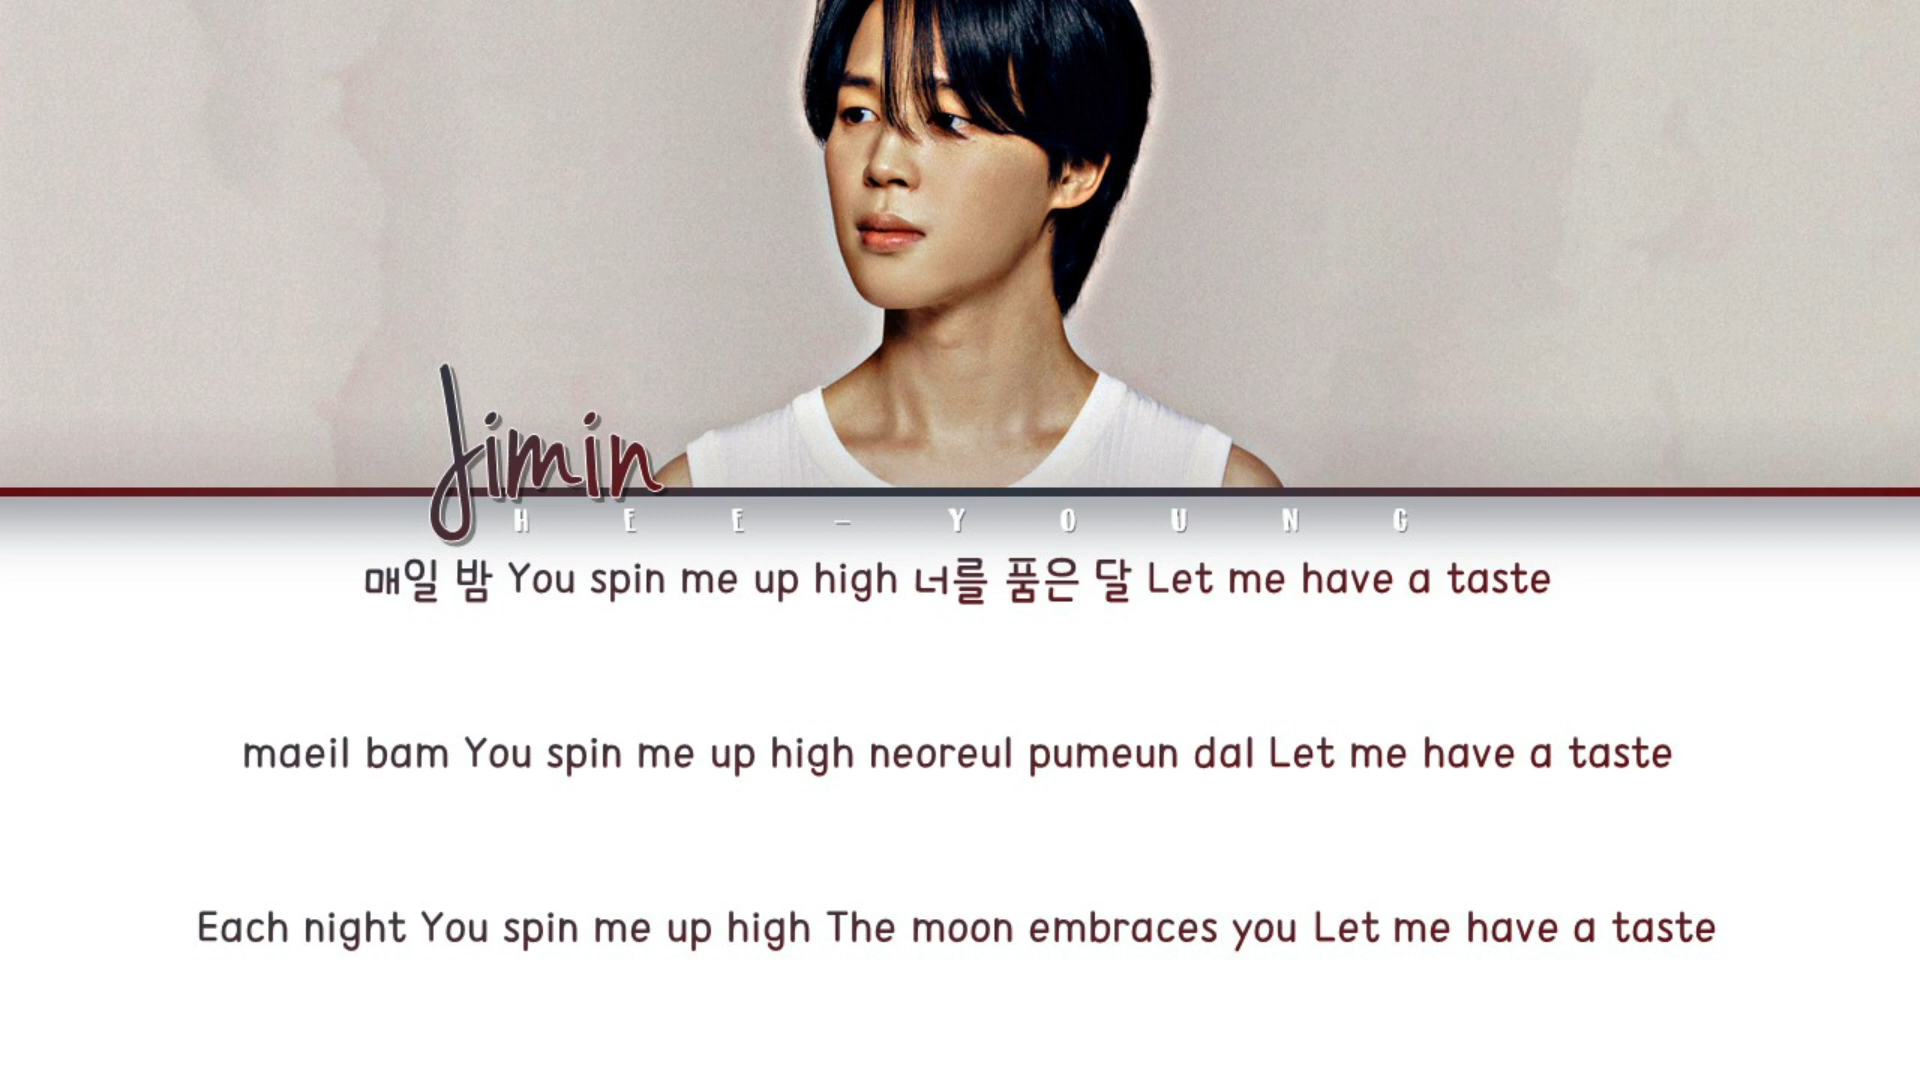 Jimin
HEE-YOUNG
매일 밤 You spin me up high 너를 품은 달 Let me have a taste
maeil bam You spin me up high neoreul pumeun dal Let me have a taste
Each night You spin me up high The moon embraces you Let me have a taste